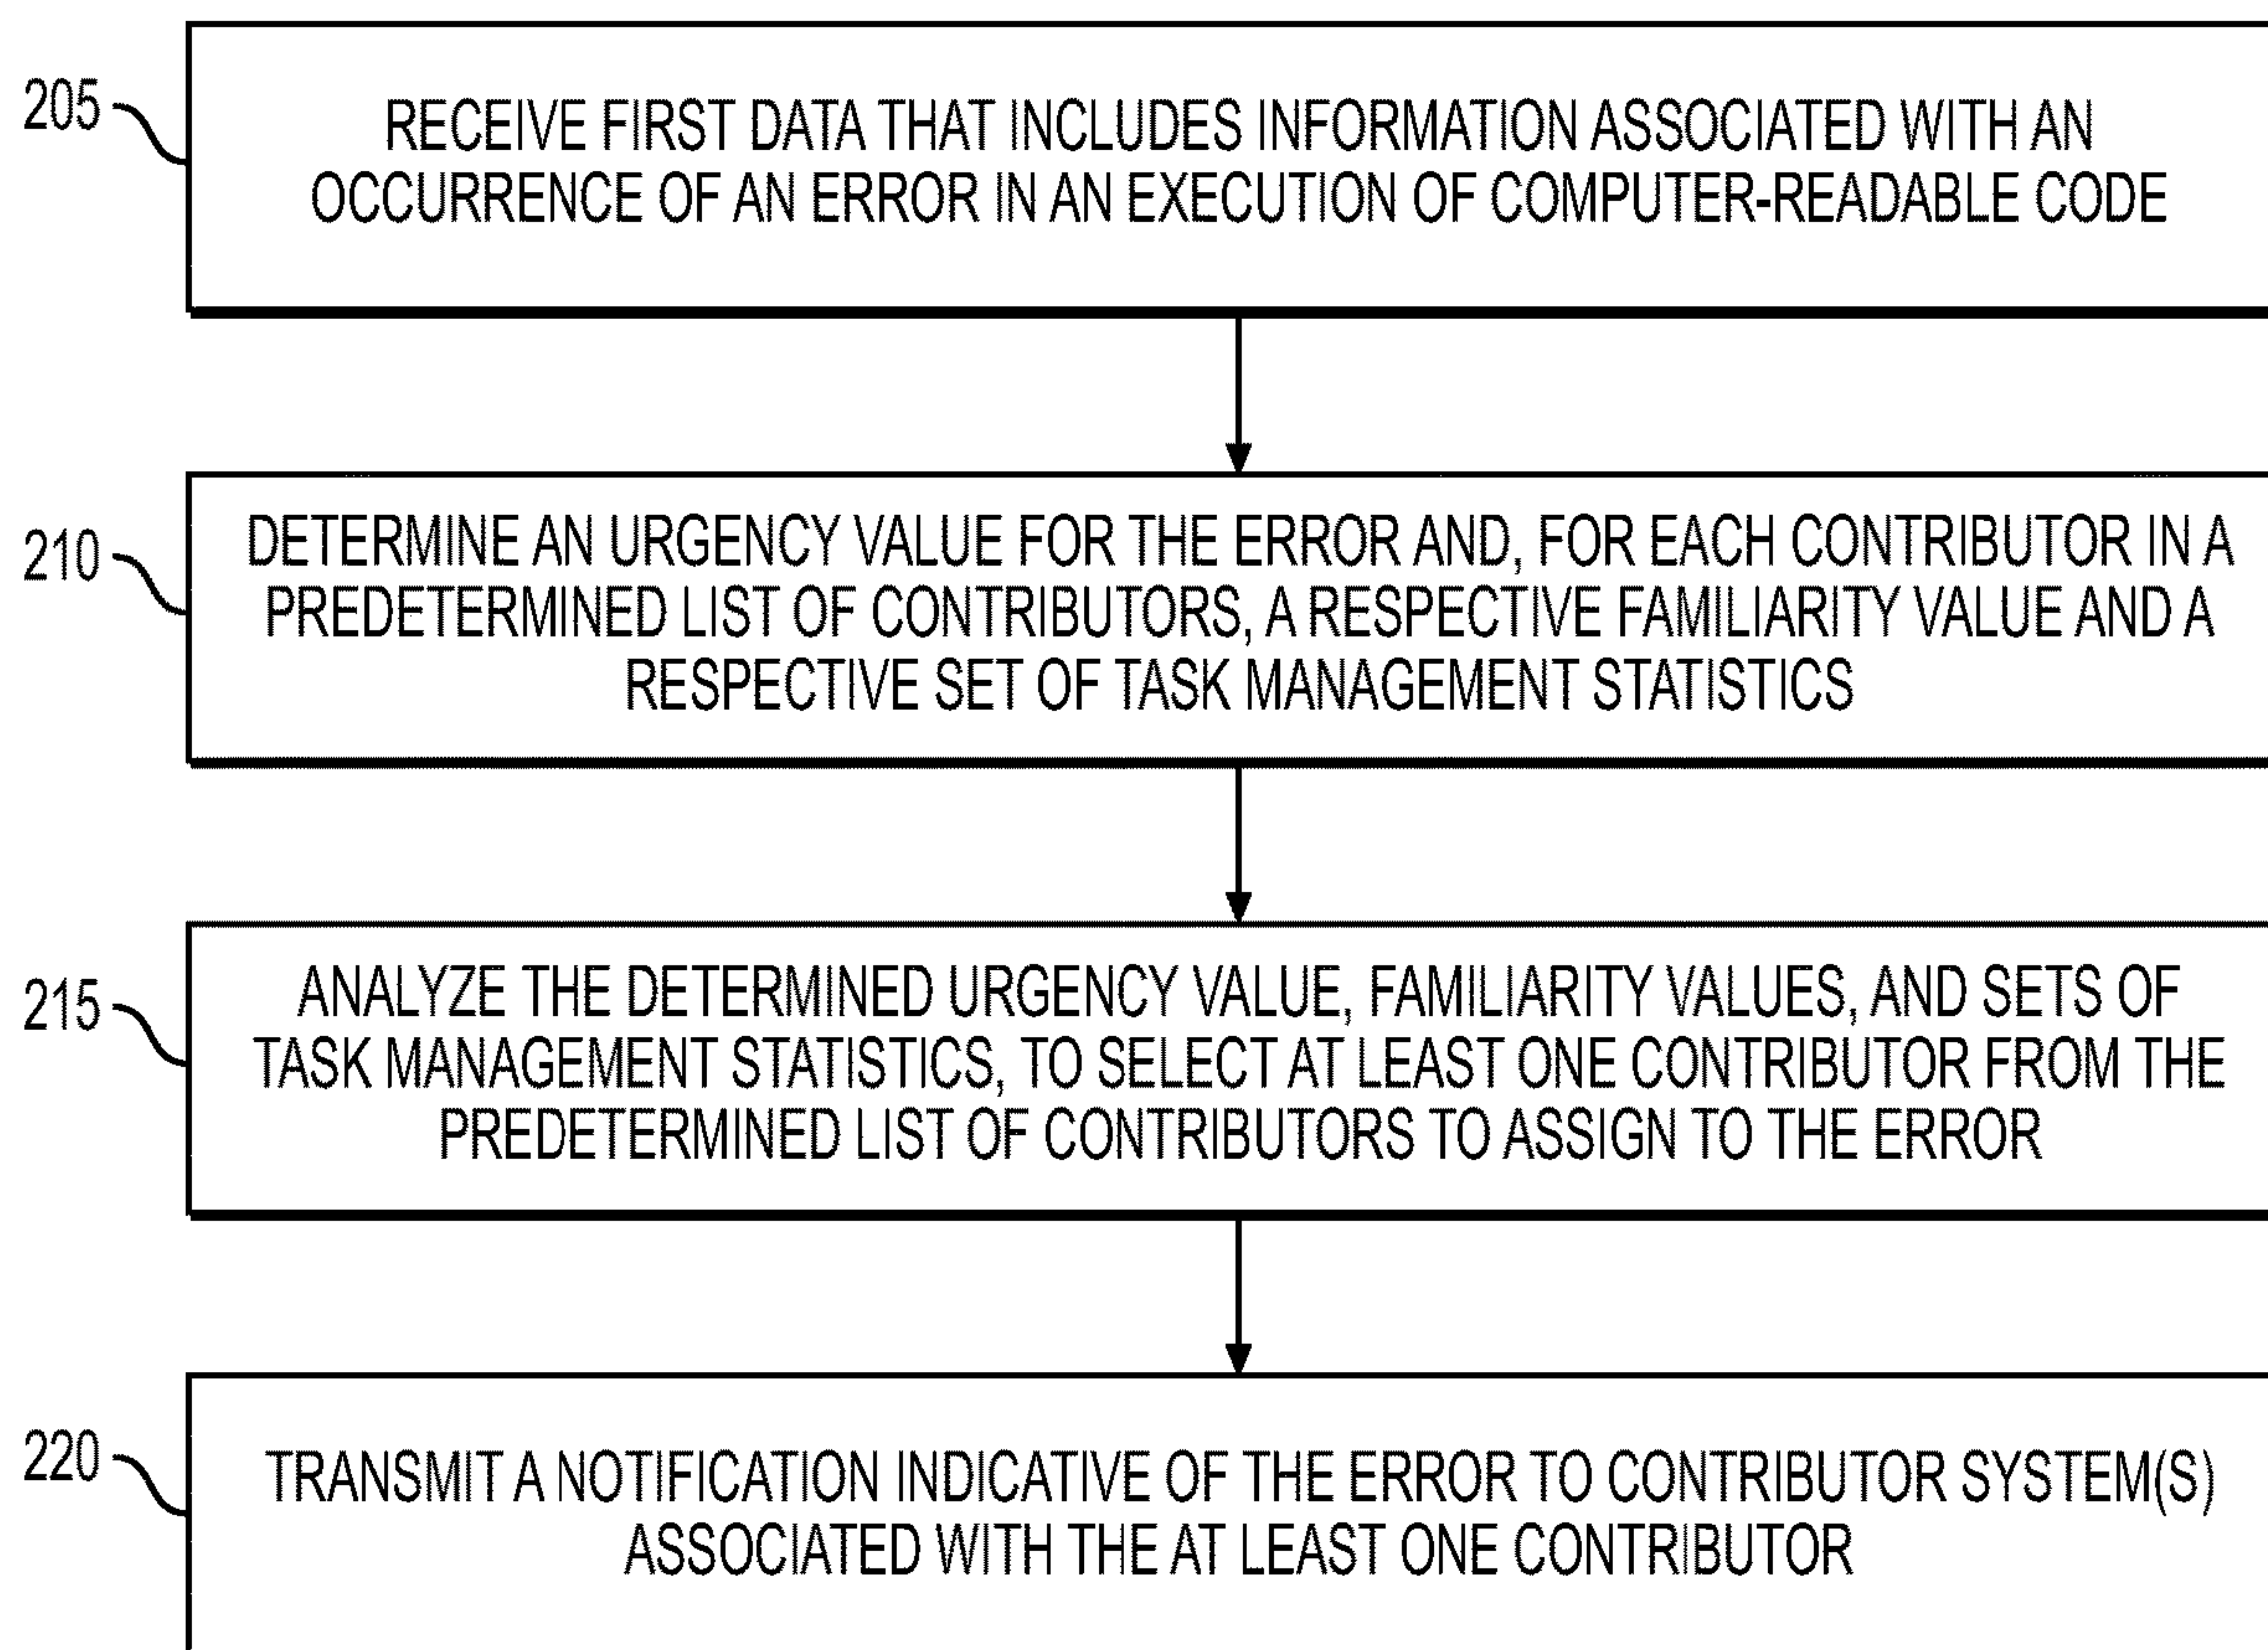 205
RECEIVE FIRST DATA THAT INCLUDES INFORMATION ASSOCIATED WITH AN
OCCURRENCE OF AN ERROR IN AN EXECUTION OF COMPUTER-READABLE CODE
210
DETERMINE AN URGENCY VALUE FOR THE ERROR AND, FOR EACH CONTRIBUTOR IN A
PREDETERMINED LIST OF CONTRIBUTORS, A RESPECTIVE FAMILIARITY VALUE AND A
RESPECTIVE SET OF TASK MANAGEMENT STATISTICS
215
ANALYZE THE DETERMINED URGENCY VALUE, FAMILIARITY VALUES, AND SETS OF
TASK MANAGEMENT STATISTICS, TO SELECT AT LEAST ONE CONTRIBUTOR FROM THE
PREDETERMINED LIST OF CONTRIBUTORS TO ASSIGN TO THE ERROR
220
TRANSMIT A NOTIFICATION INDICATIVE OF THE ERROR TO CONTRIBUTOR SYSTEM(S)
ASSOCIATED WITH THE AT LEAST ONE CONTRIBUTOR